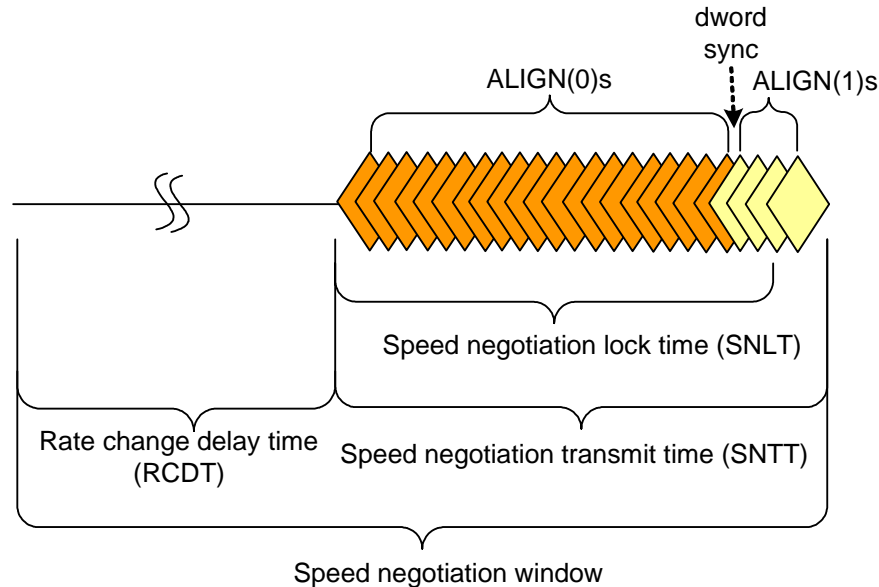 dword
sync
ALIGN(0)s
ALIGN(1)s
Speed negotiation lock time (SNLT)
Rate change delay time
(RCDT)
Speed negotiation transmit time (SNTT)
Speed negotiation window